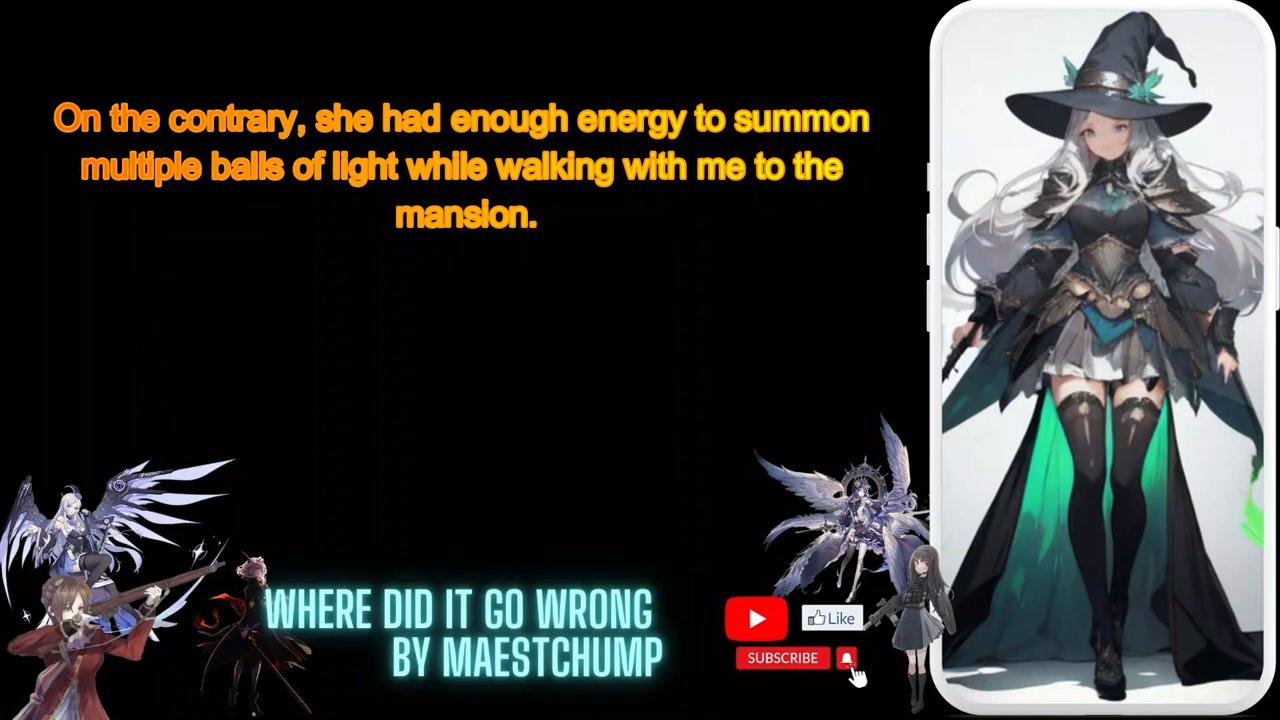 On the contrary, she had enough energy to summon
multiple balls of light while walking with me to the
mansion.
WHERE DID IT GO WRONG
BY MAESTCHUMP
Like
SUBSCRIBE